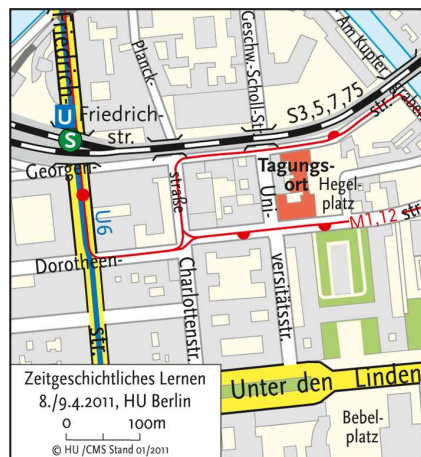 Friedrich-
Planck-
Geschw.-Scholl-Str.
Am Kupfer-
graben
U
Friedrich-
str.
S
S3,5,7,75
str.
Georgen-
straße
Tagungs-
ort
Uni-
Hegel-
platz
U6
M1,12
str.
Dorotheen-
Charlottenstr.
versitätsstr.
str.
Unter den Linden
Bebel-
platz
Zeitgeschichtliches Lernen
8./9.4.2011, HU Berlin
0 100m
© HU /CMS Stand 01/2011